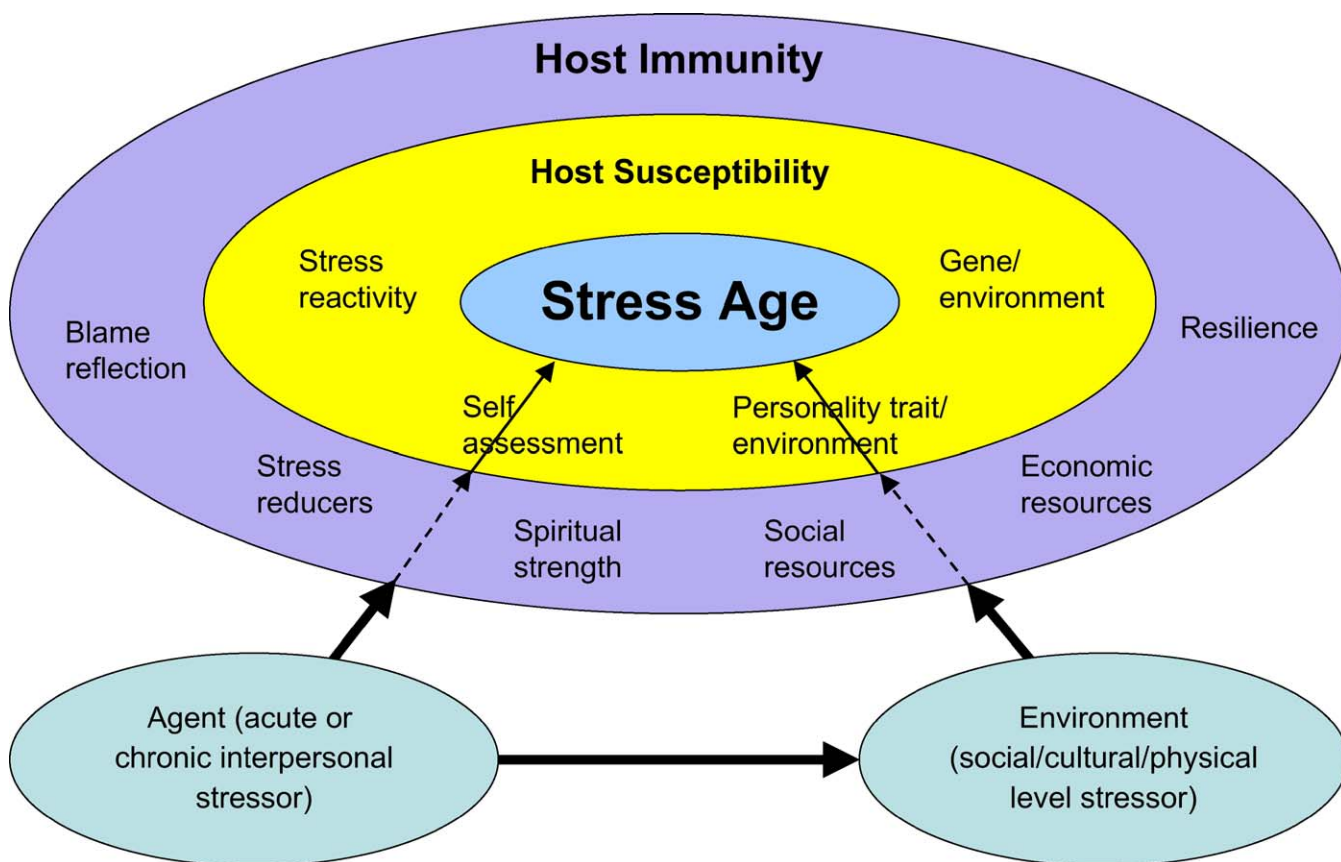 Host Immunity
Host Susceptibility
Stress
reactivity
Gene/
environment
Stress Age
Blame
reflection
Resilience
Self
assessment
Personality trait/
environment
Stress
reducers
Economic
resources
Spiritual
strength
Social
resources
Agent (acute or
chronic interpersonal
stressor)
Environment
(social/cultural/physical
level stressor)